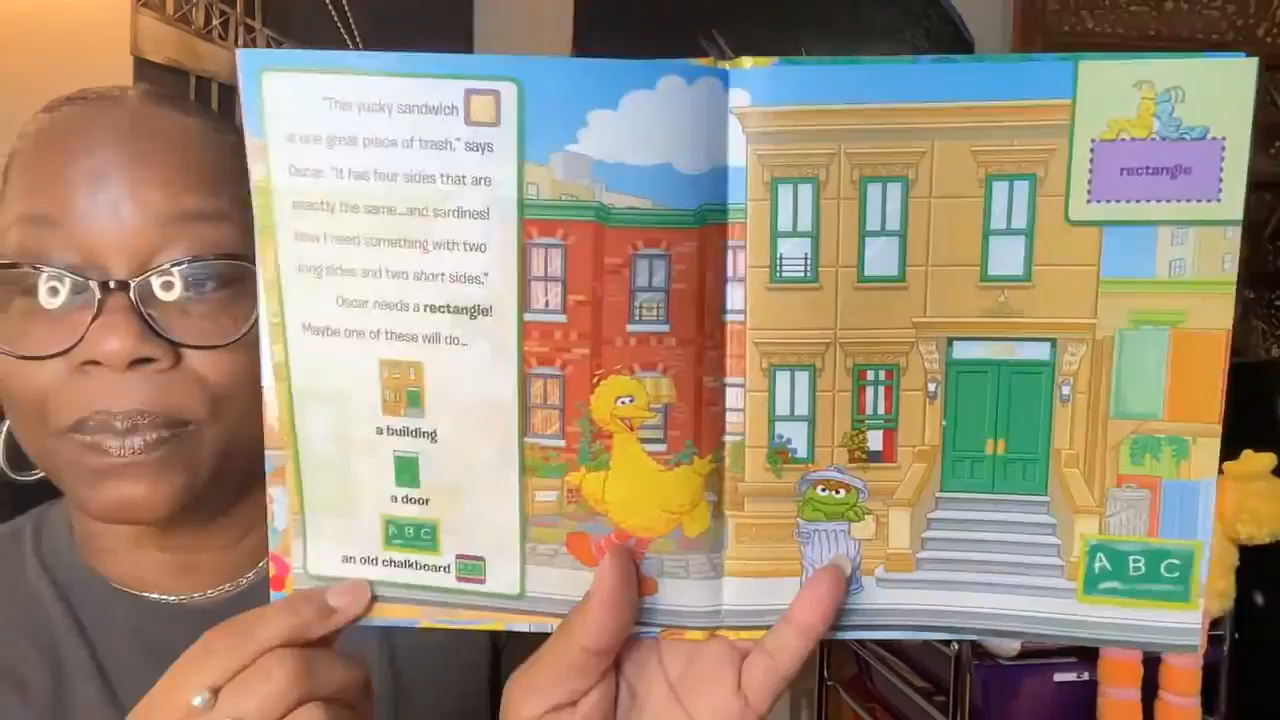 "This yucky sandwich
is one great piece of trash," says
Oscar. "It has four sides that are
exactly the same...and sardines!
Now I need something with two
long sides and two short sides."
Oscar needs a rectangle!
Maybe one of these will do...
a building
a door
A B C
an old chalkboard
rectangle
A B C